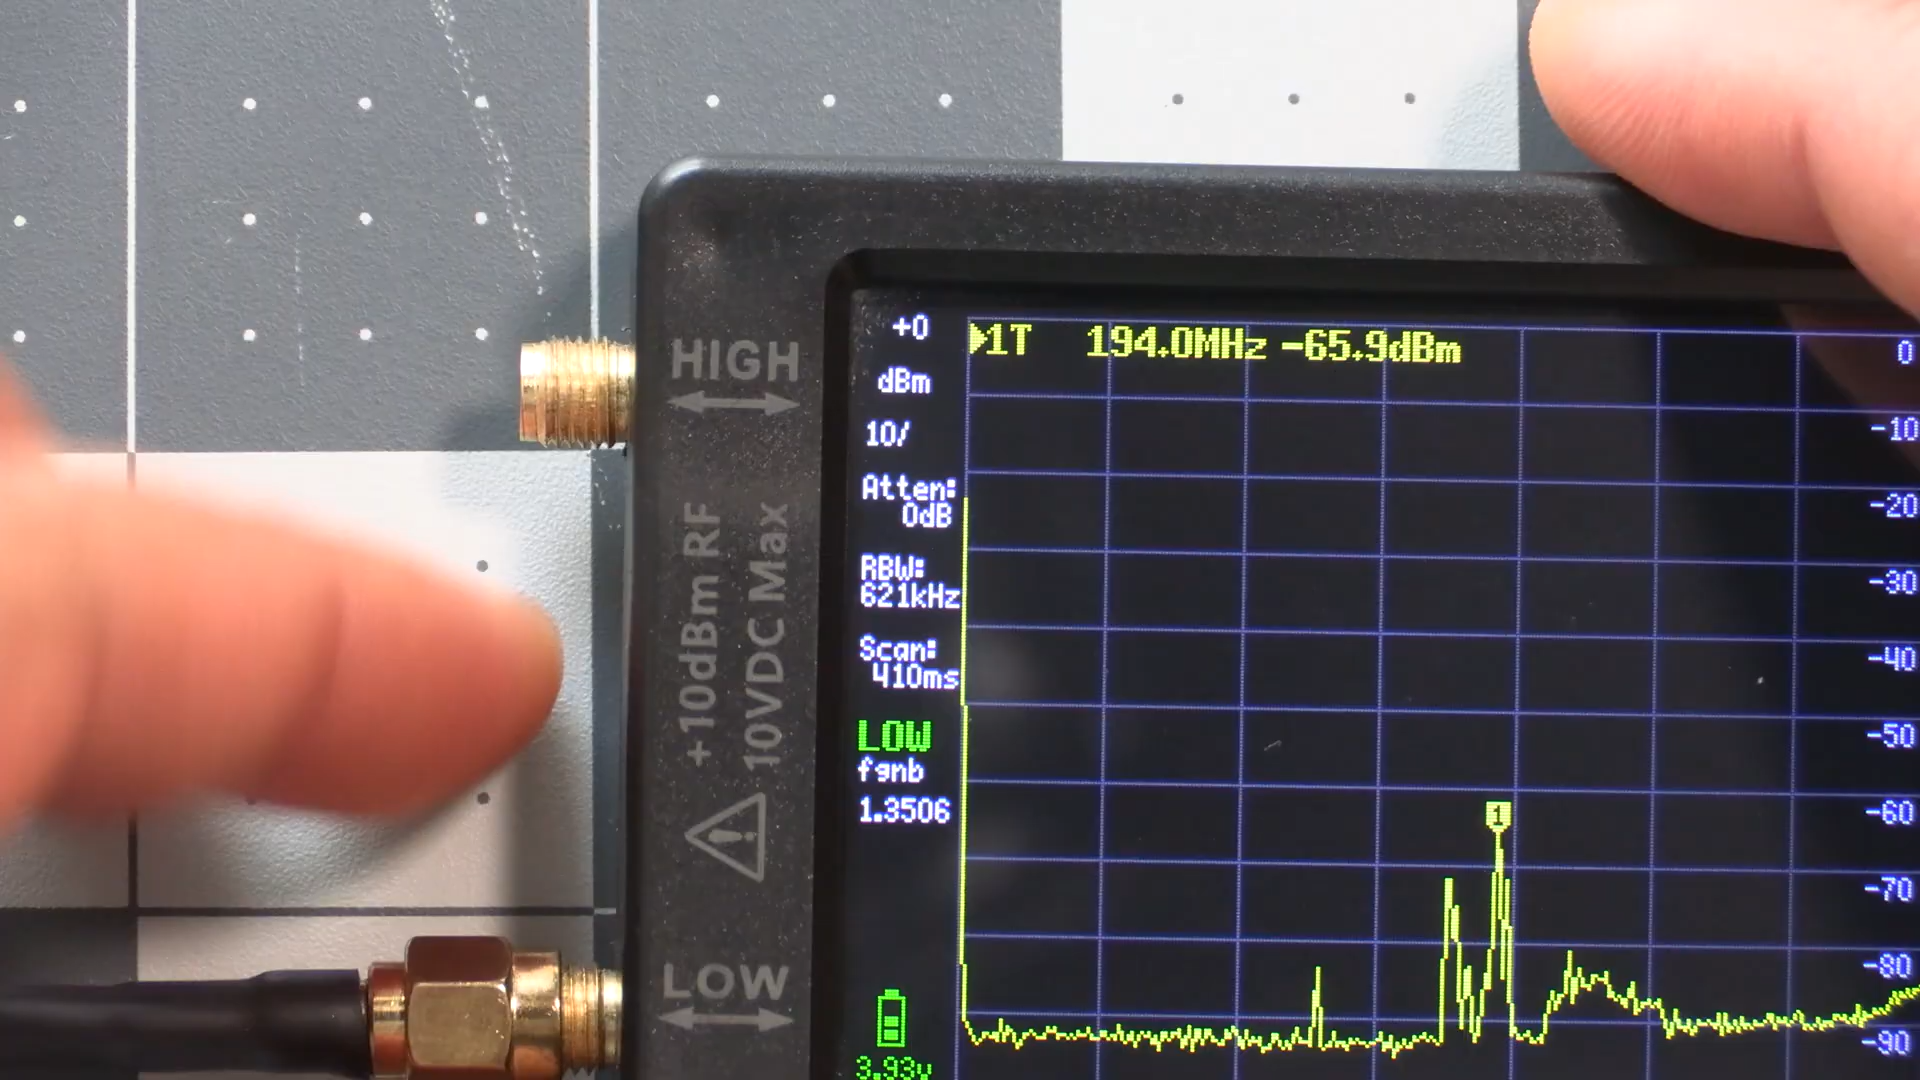 HIGH
+10dBm RF
10VDC Max
LOW
+0
dBm
10/
Atten:
0dB
RBW:
621kHz
Scan:
410ms
LOW
fgnb
1.3506
3.93v
1T 194.0MHz -65.9dBm
1
0
-10
-20
-30
-40
-50
-60
-70
-80
-90